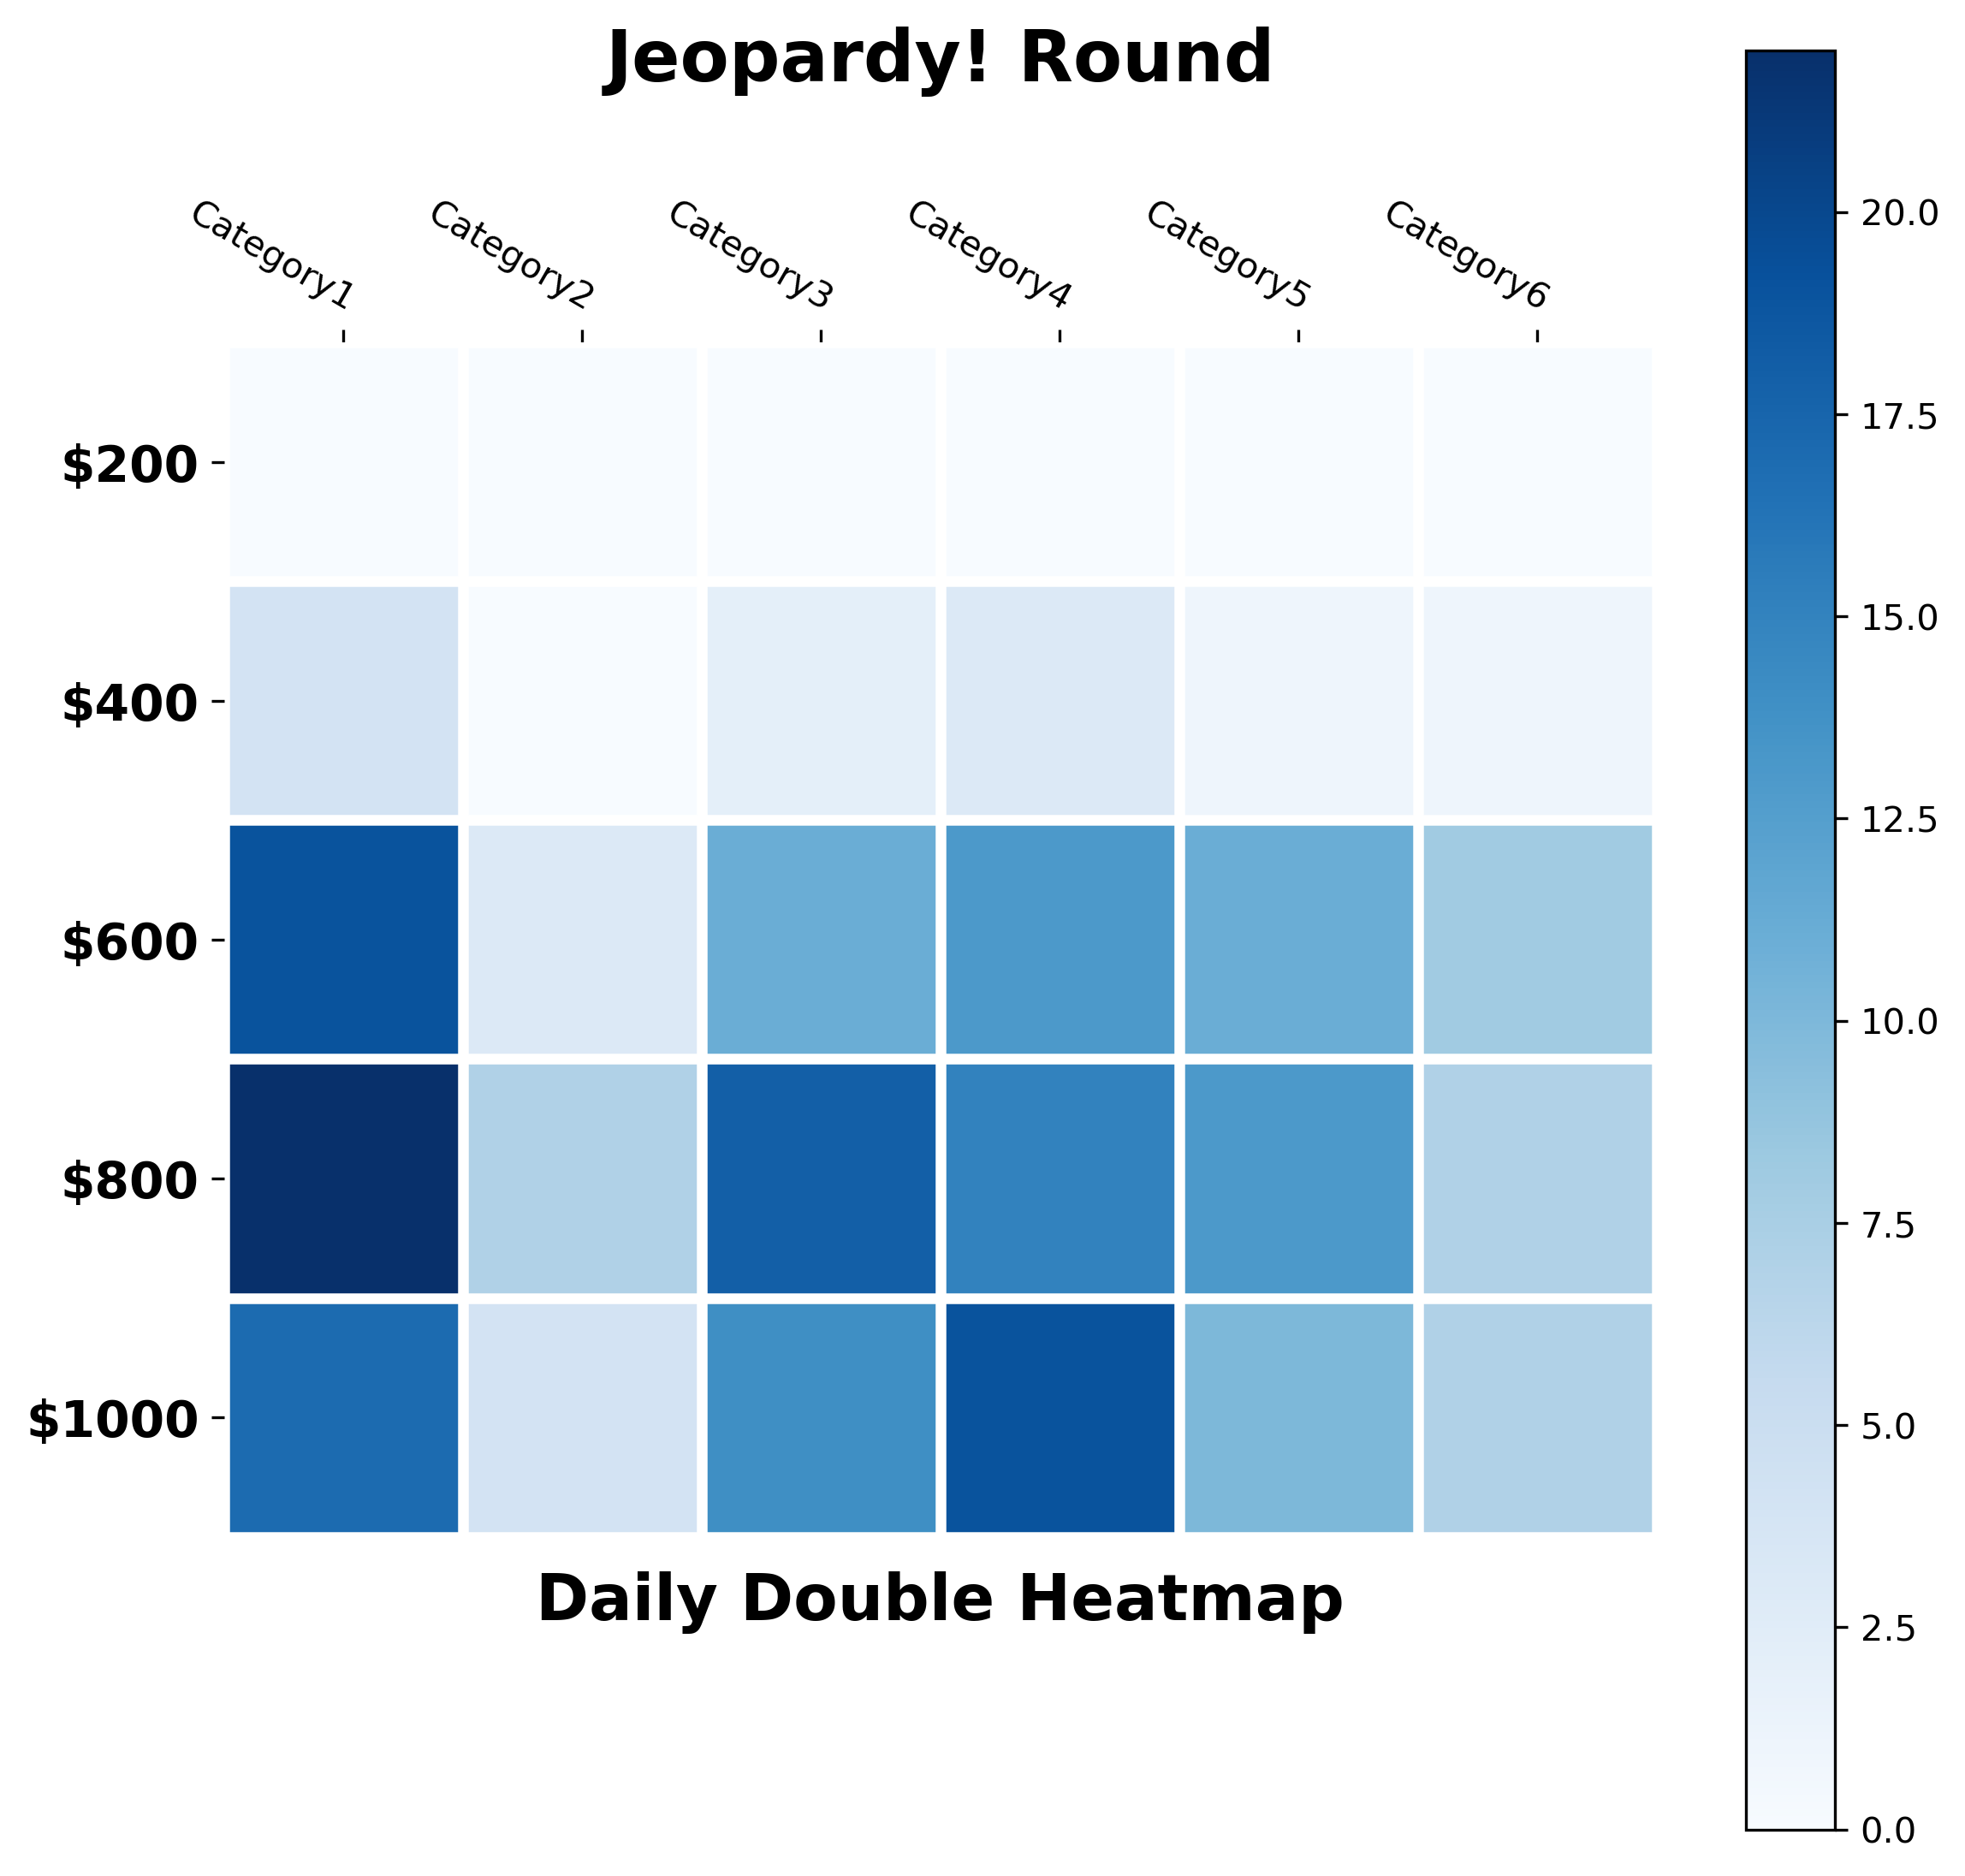 Jeopardy! Round
Category1
Category2
Category3
Category4
Category5
Category6
$200
$400
$600
$800
$1000
Daily Double Heatmap
20.0
17.5
15.0
12.5
10.0
7.5
5.0
2.5
0.0